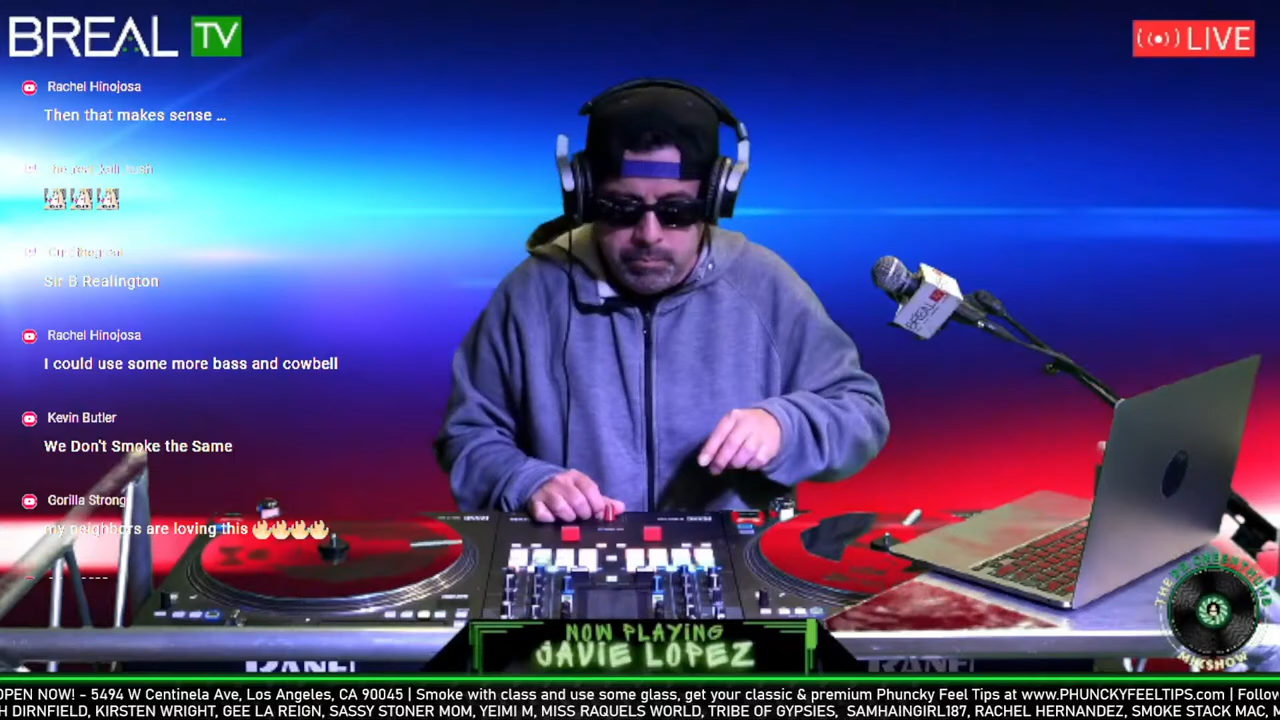 BREAL TV
((•)) LIVE
Rachel Hinojosa
Then that makes sense ...
Sir B Realington
Rachel Hinojosa
I could use some more bass and cowbell
Kevin Butler
We Don't Smoke the Same
Gorilla Strong
my neighbors are loving this 🔥🔥🔥🔥
BREAL
RANE
RANE
NOW PLAYING
JAVIE LOPEZ
MIXSHOW
OPEN NOW! - 5494 W Centinela Ave, Los Angeles, CA 90045 | Smoke with class and use some glass, get your classic & premium Phuncky Feel Tips at www.PHUNCKYFEELTIPS.com | Follow
H DIRNFIELD, KIRSTEN WRIGHT, GEE LA REIGN, SASSY STONER MOM, YEIMI M, MISS RAQUELS WORLD, TRIBE OF GYPSIES, SAMHAINGIRL187, RACHEL HERNANDEZ, SMOKE STACK MAC, M